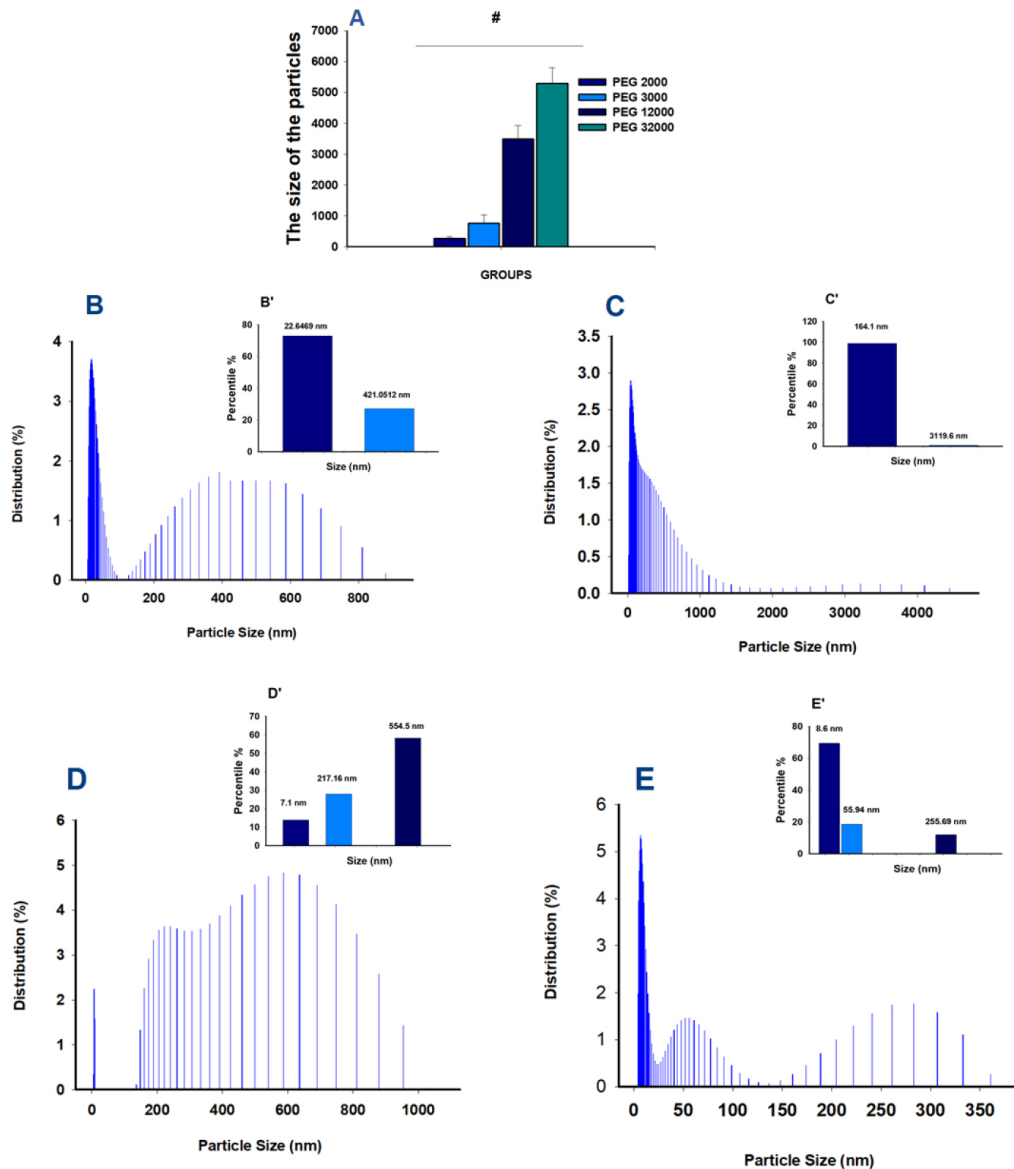 A
#
The size of the particles
7000
6000
5000
4000
3000
2000
1000
0
PEG 2000
PEG 3000
PEG 12000
PEG 32000
GROUPS
B
B'
Distribution (%)
4
3
2
1
0
0 200 400 600 800
Particle Size (nm)
Percentile %
80
60
40
20
0
22.6469 nm
421.0512 nm
Size (nm)
C
C'
Distribution (%)
3.5
3.0
2.5
2.0
1.5
1.0
0.5
0.0
0 1000 2000 3000 4000
Particle Size (nm)
Percentile %
120
100
80
60
40
20
0
164.1 nm
3119.6 nm
Size (nm)
D
D'
Distribution (%)
6
5
4
3
2
1
0
0 200 400 600 800 1000
Particle Size (nm)
Percentile %
70
60
50
40
30
20
10
0
7.1 nm
217.16 nm
554.5 nm
Size (nm)
E
E'
Distribution (%)
6
5
4
3
2
1
0
0 50 100 150 200 250 300 350
Particle Size (nm)
Percentile %
80
60
40
20
0
8.6 nm
55.94 nm
255.69 nm
Size (nm)